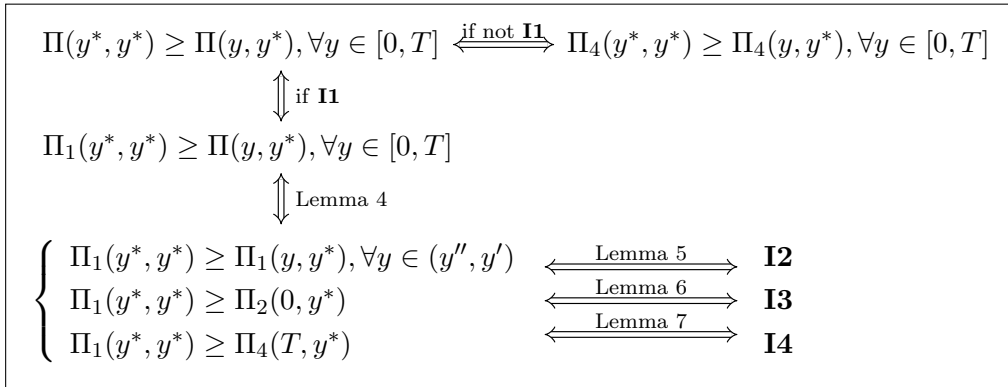 Π(y*, y*) ≥ Π(y, y*), ∀y ∈ [0, T] ⟺ if not I1 Π₄(y*, y*) ≥ Π₄(y, y*), ∀y ∈ [0, T]
⇕ if I1
Π₁(y*, y*) ≥ Π(y, y*), ∀y ∈ [0, T]
⇕ Lemma 4
Π₁(y*, y*) ≥ Π₁(y, y*), ∀y ∈ (y'', y') ⟺ Lemma 5 I2
Π₁(y*, y*) ≥ Π₂(0, y*) ⟺ Lemma 6 I3
Π₁(y*, y*) ≥ Π₄(T, y*) ⟺ Lemma 7 I4